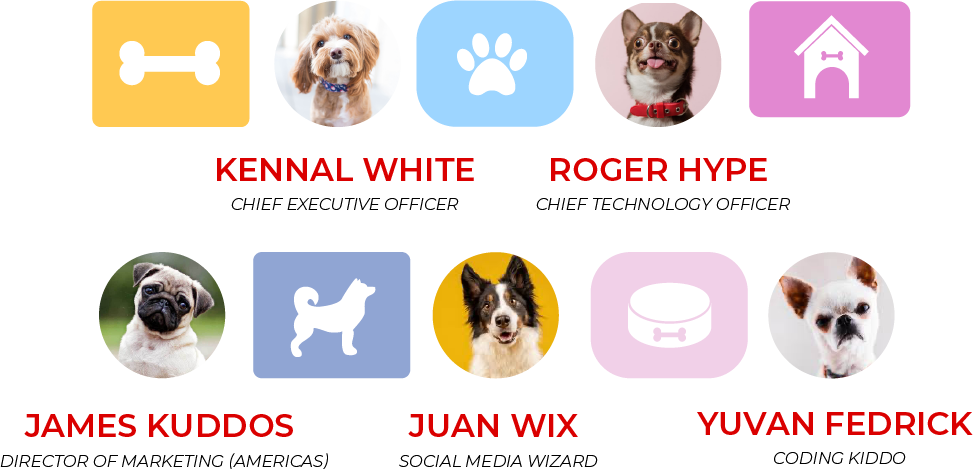 KENNAL WHITE
CHIEF EXECUTIVE OFFICER
ROGER HYPE
CHIEF TECHNOLOGY OFFICER
JAMES KUDDOS
DIRECTOR OF MARKETING (AMERICAS)
JUAN WIX
SOCIAL MEDIA WIZARD
YUVAN FEDRICK
CODING KIDDO